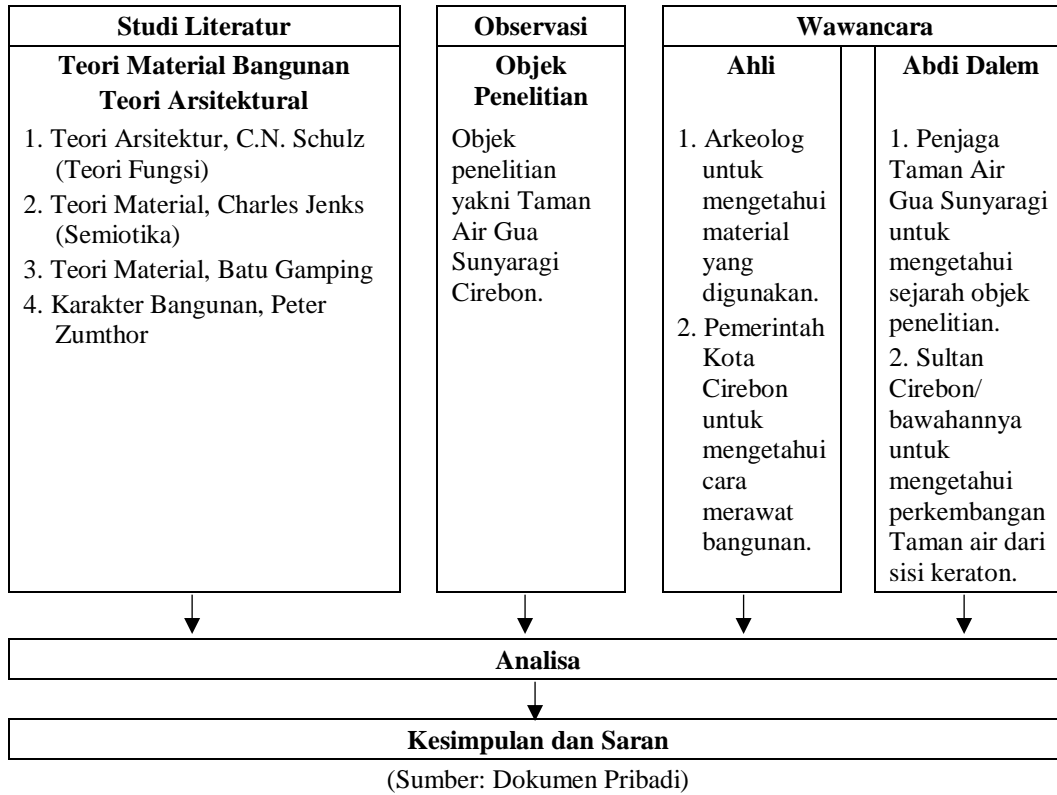 Studi Literatur
Teori Material Bangunan
Teori Arsitektural
1. Teori Arsitektur, C.N. Schulz
(Teori Fungsi)
2. Teori Material, Charles Jenks
(Semiotika)
3. Teori Material, Batu Gamping
4. Karakter Bangunan, Peter
Zumthor
Observasi
Objek
Penelitian
Objek
penelitian
yakni Taman
Air Gua
Sunyaragi
Cirebon.
Wawancara
Ahli
1. Arkeolog
untuk
mengetahui
material
yang
digunakan.
2. Pemerintah
Kota
Cirebon
untuk
mengetahui
cara
merawat
bangunan.
Abdi Dalem
1. Penjaga
Taman Air
Gua Sunyaragi
untuk
mengetahui
sejarah objek
penelitian.
2. Sultan
Cirebon/
bawahannya
untuk
mengetahui
perkembangan
Taman air dari
sisi keraton.
Analisa
Kesimpulan dan Saran
(Sumber: Dokumen Pribadi)